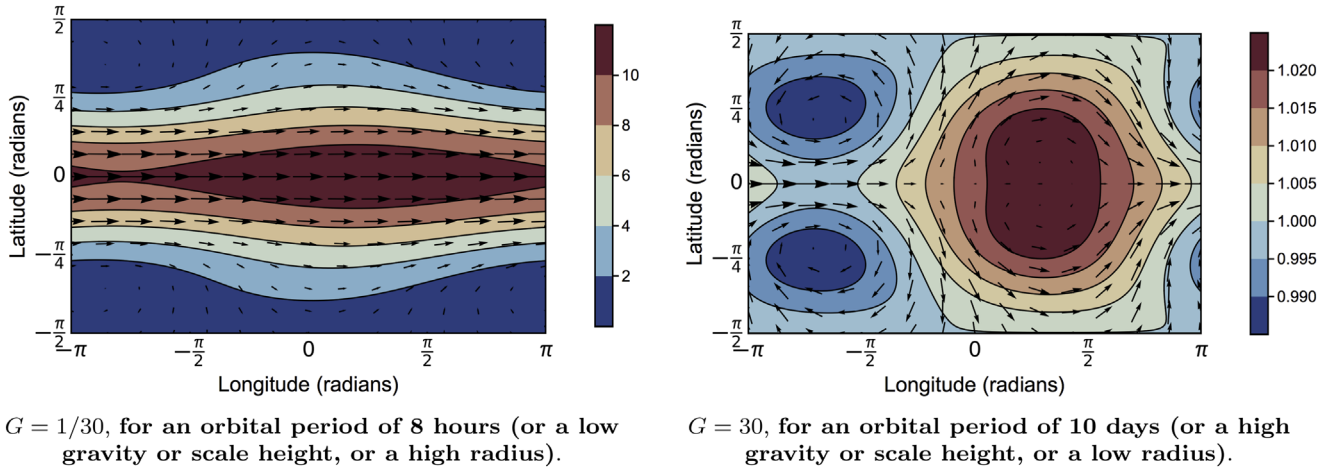 π/2
π/4
0
−π/4
−π/2
Latitude (radians)
−π
−π/2
0
π/2
π
Longitude (radians)
10
8
6
4
2
π/2
π/4
0
−π/4
−π/2
Latitude (radians)
−π
−π/2
0
π/2
π
Longitude (radians)
1.020
1.015
1.010
1.005
1.000
0.995
0.990
G = 1/30, for an orbital period of 8 hours (or a low
gravity or scale height, or a high radius).
G = 30, for an orbital period of 10 days (or a high
gravity or scale height, or a low radius).